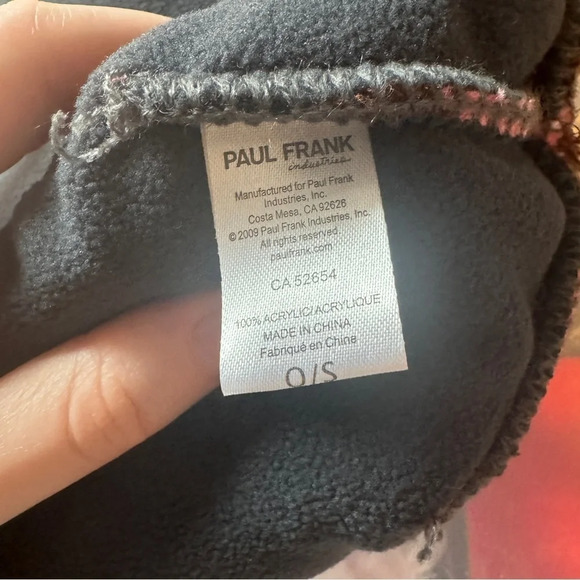 PAUL FRANK
industries
Manufactured for Paul Frank
Industries, Inc.
Costa Mesa, CA 92626
©2009 Paul Frank Industries, Inc.
All rights reserved.
paulfrank.com
CA 52654
100% ACRYLIC/ACRYLIQUE
MADE IN CHINA
Fabriqué en Chine
O/S